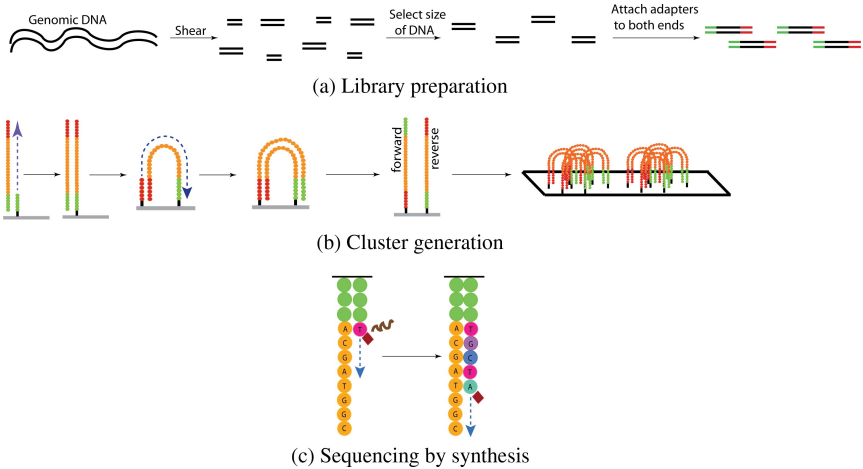 Genomic DNA
Shear
Select size
of DNA
Attach adapters
to both ends
(a) Library preparation
forward
reverse
(b) Cluster generation
A T
C
G
A
T
G
G
C
A T
C G
G C
A T
T A
G
G
C
(c) Sequencing by synthesis